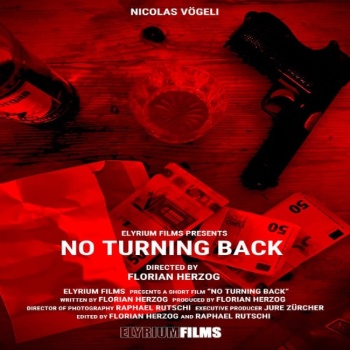 NICOLAS VÖGELI
ELYRIUM FILMS PRESENTS
NO TURNING BACK
DIRECTED BY
FLORIAN HERZOG
ELYRIUM FILMS PRESENTS A SHORT FILM "NO TURNING BACK"
WRITTEN BY FLORIAN HERZOG PRODUCED BY FLORIAN HERZOG
DIRECTOR OF PHOTOGRAPHY RAPHAEL RUTSCHI EXECUTIVE PRODUCER JURE ZÜRCHER
EDITED BY FLORIAN HERZOG AND RAPHAEL RUTSCHI
ELYRIUMFILMS